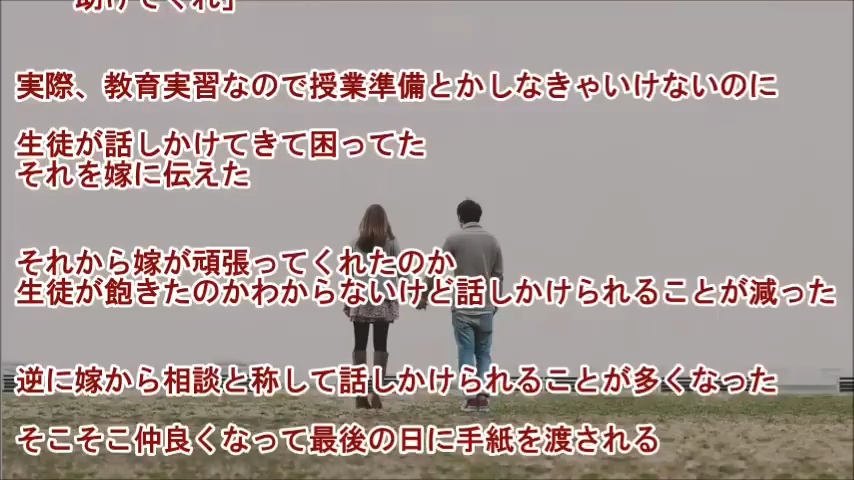 助けてくれ」
実際、教育実習なので授業準備とかしなきゃいけないのに
生徒が話しかけてきて困ってた
それを嫁に伝えた
それから嫁が頑張ってくれたのか
生徒が飽きたのかわからないけど話しかけられることが減った
逆に嫁から相談と称して話しかけられることが多くなった
そこそこ仲良くなって最後の日に手紙を渡される